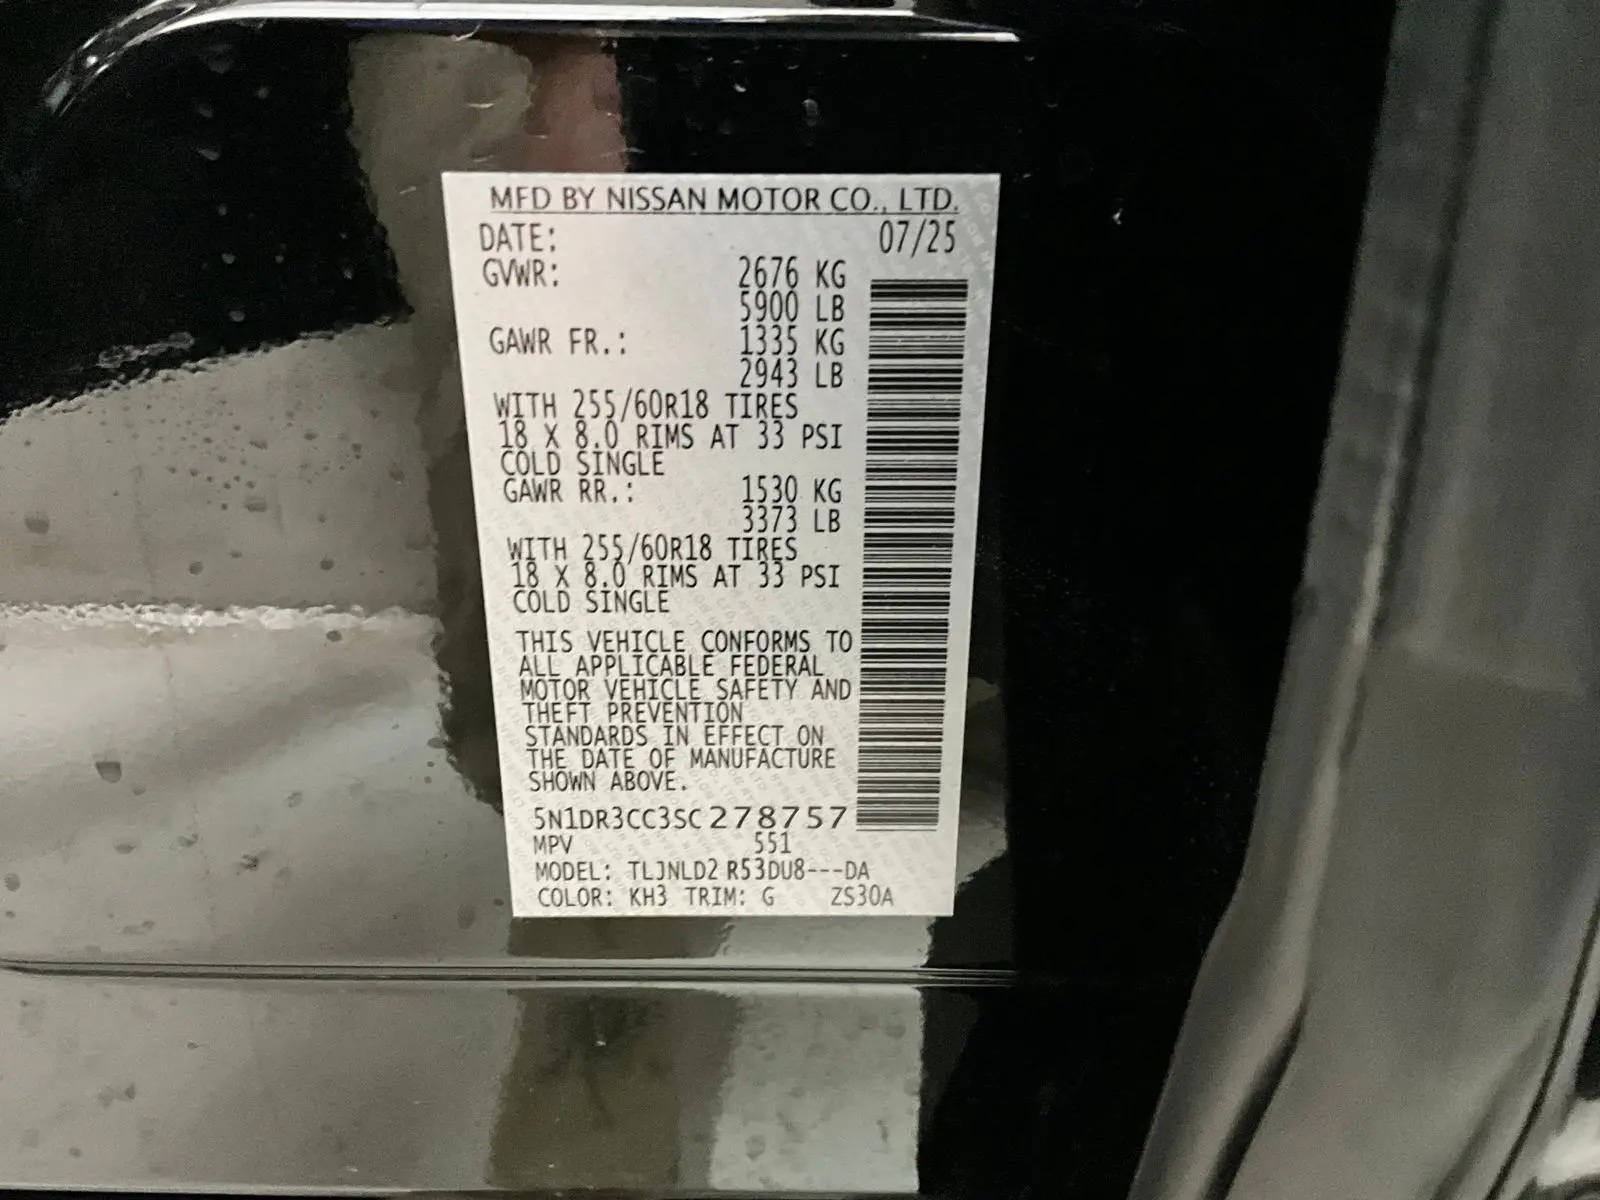 MFD BY NISSAN MOTOR CO., LTD.
DATE: 07/25
GVWR: 2676 KG
5900 LB
GAWR FR.: 1335 KG
2943 LB
WITH 255/60R18 TIRES
18 X 8.0 RIMS AT 33 PSI
COLD SINGLE
GAWR RR.: 1530 KG
3373 LB
WITH 255/60R18 TIRES
18 X 8.0 RIMS AT 33 PSI
COLD SINGLE
THIS VEHICLE CONFORMS TO
ALL APPLICABLE FEDERAL
MOTOR VEHICLE SAFETY AND
THEFT PREVENTION
STANDARDS IN EFFECT ON
THE DATE OF MANUFACTURE
SHOWN ABOVE.
5N1DR3CC3SC278757
MPV 551
MODEL: TLJNLD2 R53DU8---DA
COLOR: KH3 TRIM: G ZS30A